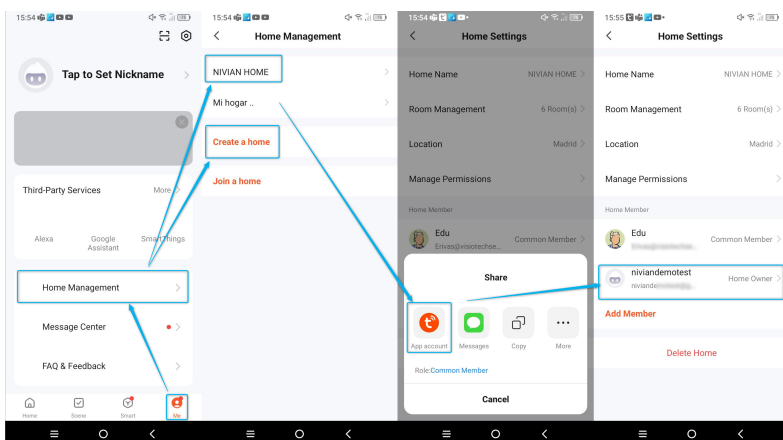 15:54
Tap to Set Nickname
Third-Party Services
More
Alexa
Google Assistant
SmartThings
Home Management
Message Center
FAQ & Feedback
Home
Scene
Smart
Me
15:54
Home Management
NIVIAN HOME
Mi hogar ..
Create a home
Join a home
15:54
Home Settings
Home Name
NIVIAN HOME
Room Management
6 Room(s)
Location
Madrid
Manage Permissions
Home Member
Edu
Erivas@visiotechse...
Common Member
Share
App account
Messages
Copy
More
Role:Common Member
Cancel
15:55
Home Settings
Home Name
NIVIAN HOME
Room Management
6 Room(s)
Location
Madrid
Manage Permissions
Home Member
Edu
Common Member
niviandemotest
Home Owner
Add Member
Delete Home